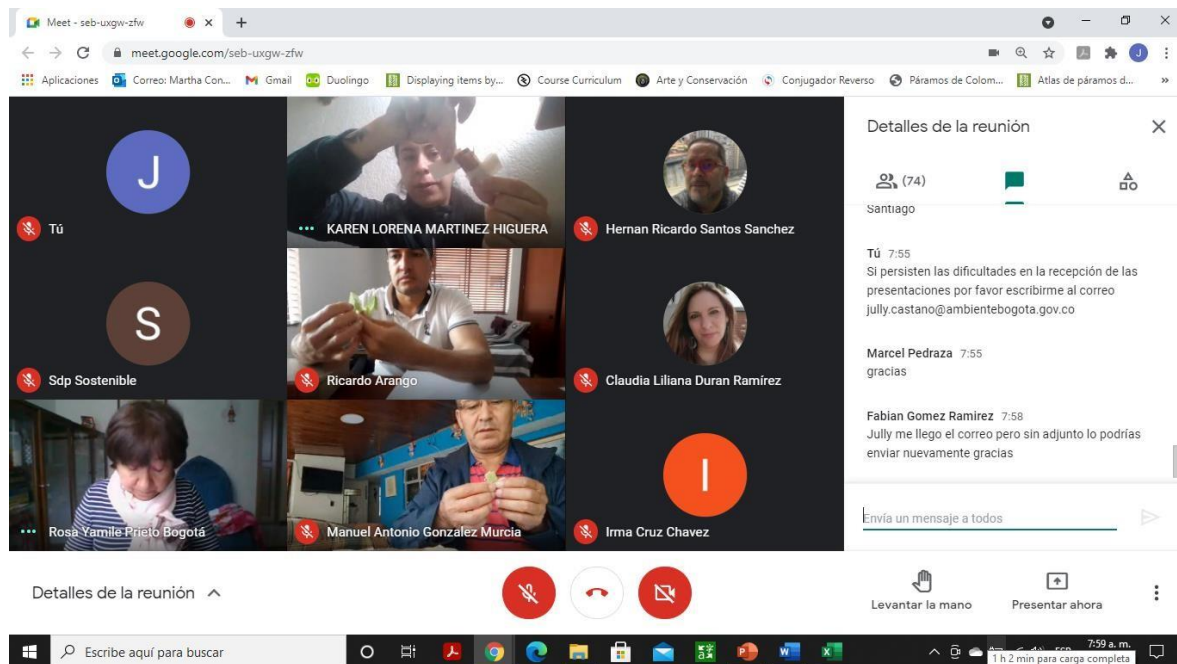 Meet - seb-uxgw-zfw
meet.google.com/seb-uxgw-zfw
Aplicaciones
Correo: Martha Con...
Gmail
Duolingo
Displaying items by...
Course Curriculum
Arte y Conservación
Conjugador Reverso
Páramos de Colom...
Atlas de páramos d...
J
Tú
KAREN LORENA MARTINEZ HIGUERA
Hernan Ricardo Santos Sanchez
S
Sdp Sostenible
Ricardo Arango
Claudia Liliana Duran Ramírez
Rosa Yamile Prieto Bogotá
Manuel Antonio Gonzalez Murcia
I
Irma Cruz Chavez
Detalles de la reunión
(74)
Santiago
Tú 7:55
Si persisten las dificultades en la recepción de las
presentaciones por favor escribirme al correo
jully.castano@ambientebogota.gov.co
Marcel Pedraza 7:55
gracias
Fabian Gomez Ramirez 7:58
Jully me llego el correo pero sin adjunto lo podrías
enviar nuevamente gracias
Envía un mensaje a todos
Detalles de la reunión
Levantar la mano
Presentar ahora
Escribe aquí para buscar
7:59 a. m.
1 h 2 min para carga completa